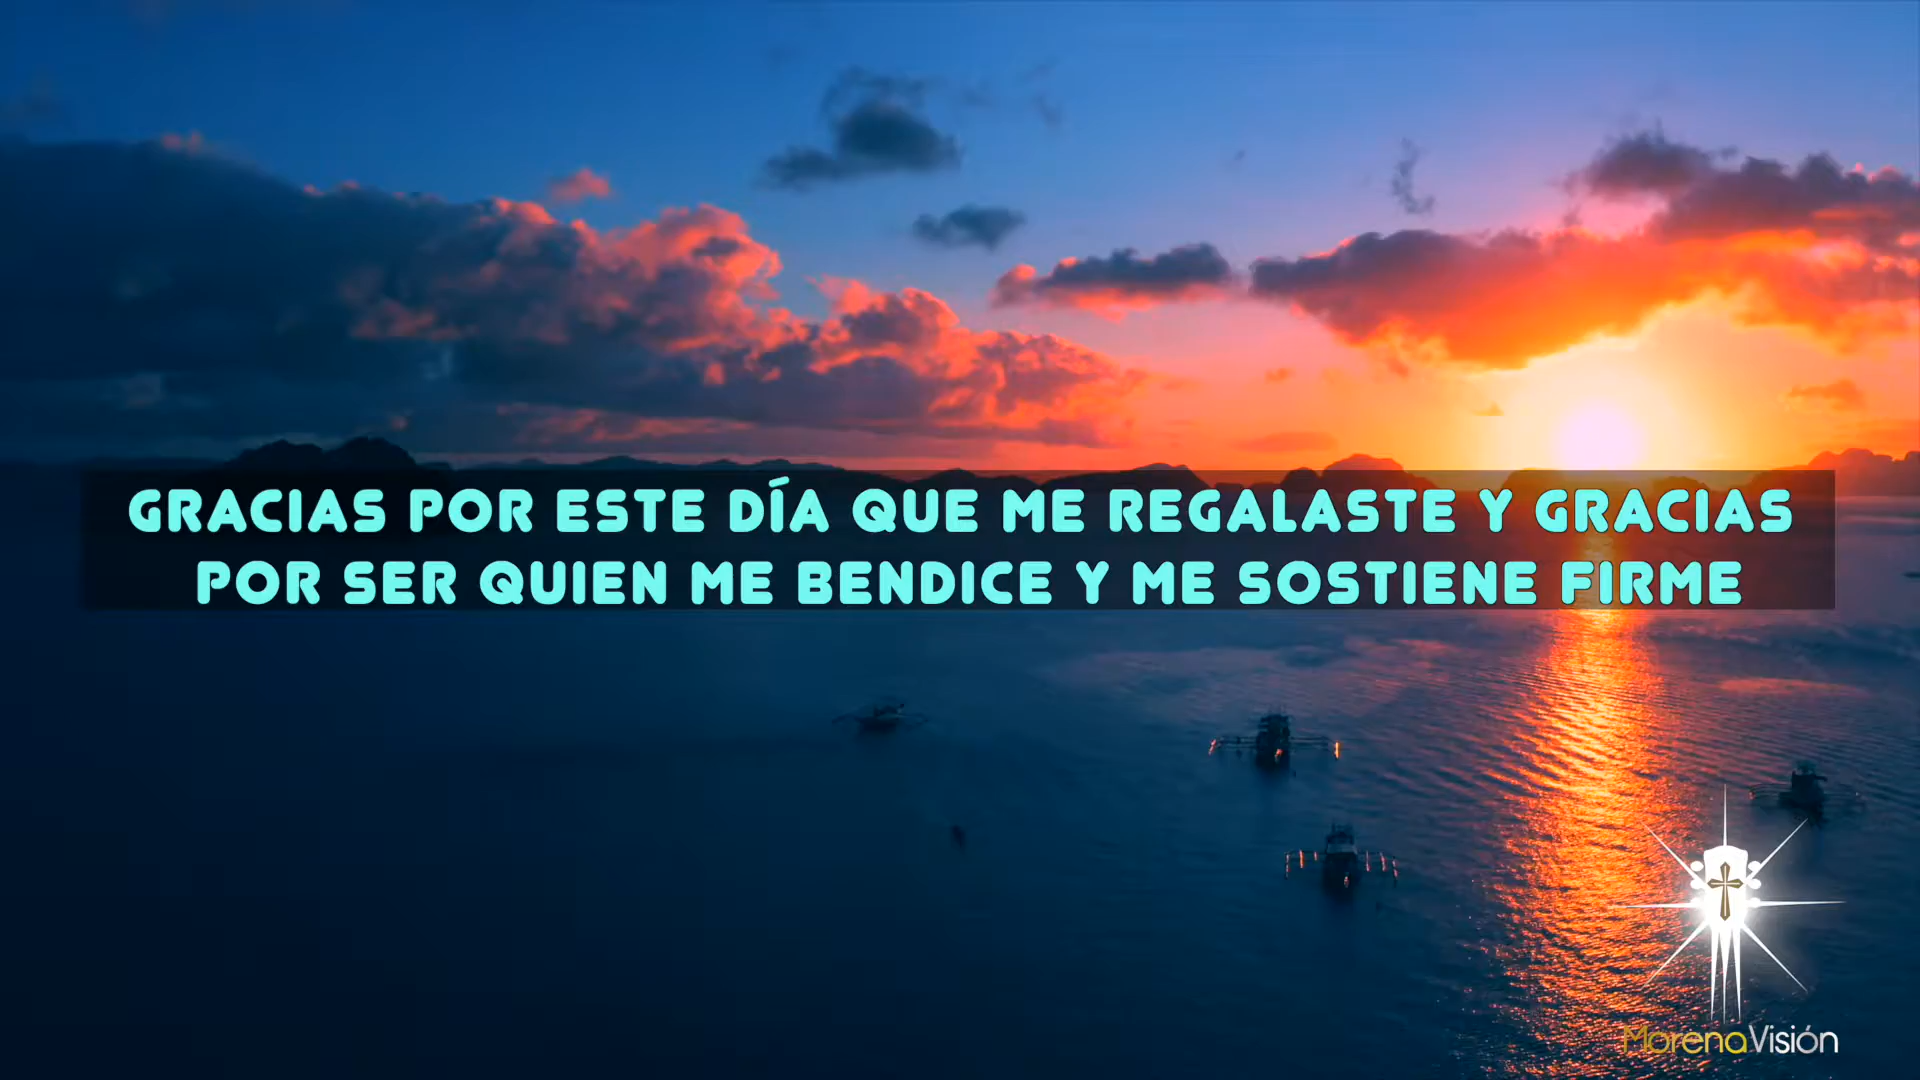 GRACIAS POR ESTE DÍA QUE ME REGALASTE Y GRACIAS
POR SER QUIEN ME BENDICE Y ME SOSTIENE FIRME
MorenaVisión